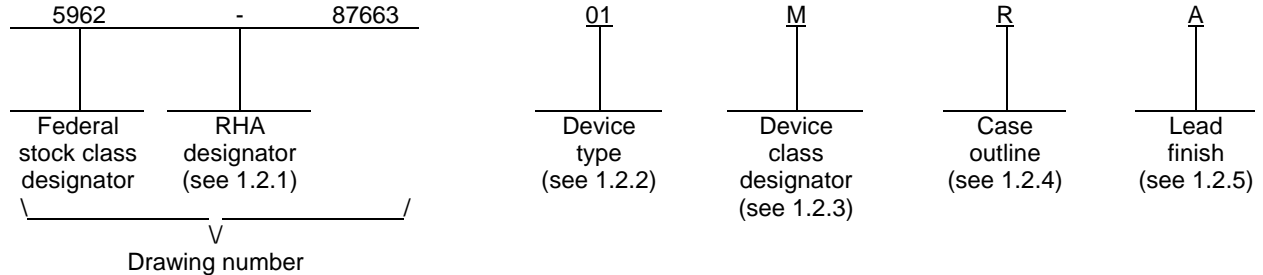 5962 - 87663 01 M R A
Federal stock class designator
RHA designator (see 1.2.1)
Device type (see 1.2.2)
Device class designator (see 1.2.3)
Case outline (see 1.2.4)
Lead finish (see 1.2.5)
Drawing number